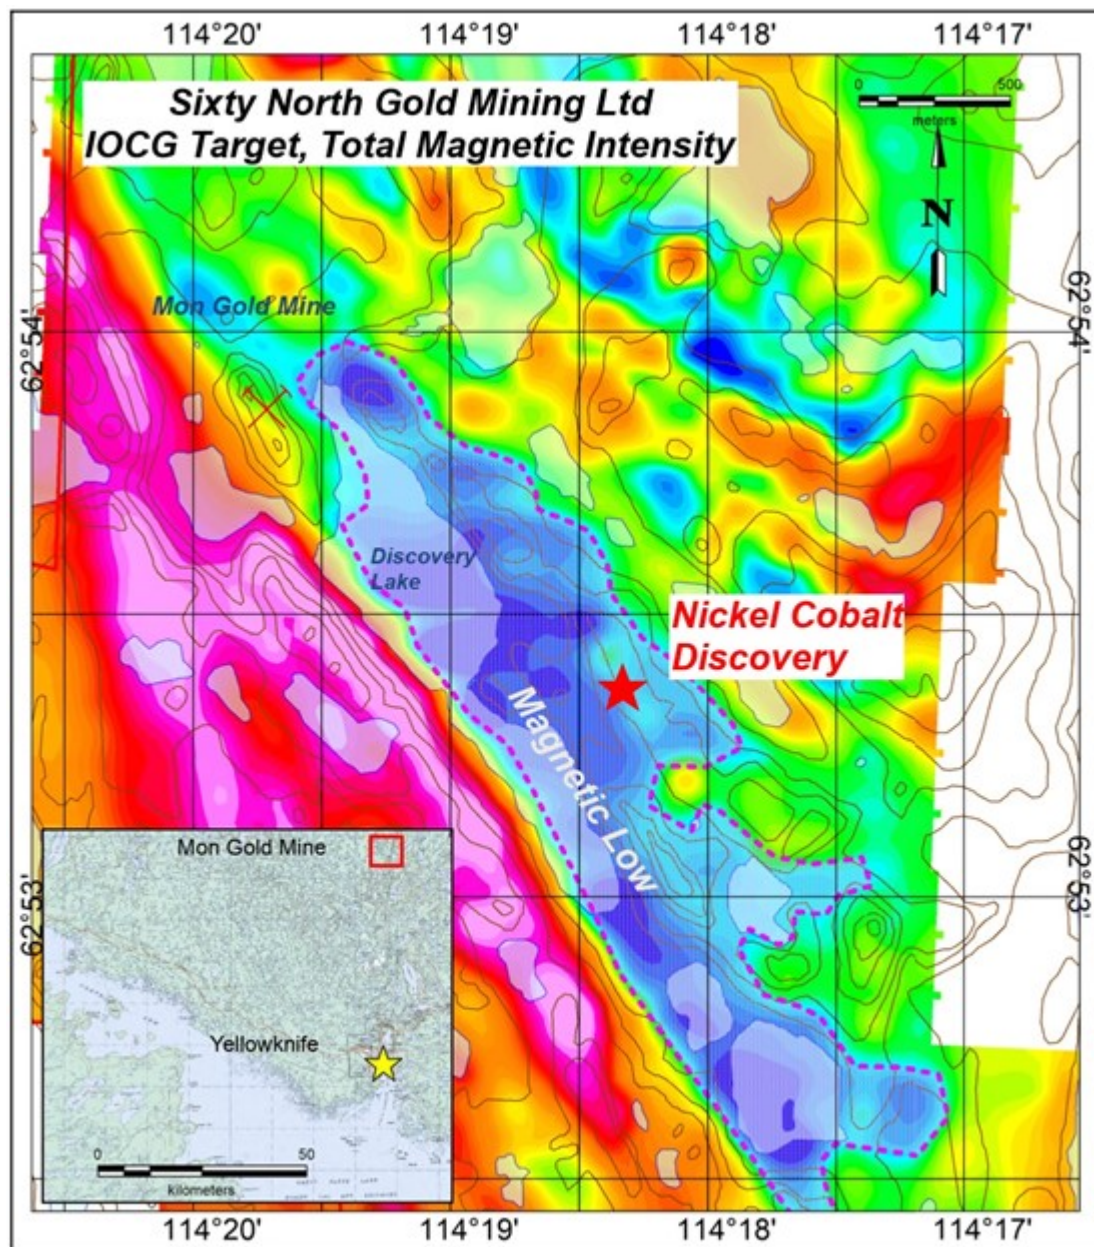 114°20' 114°19' 114°18' 114°17'
Sixty North Gold Mining Ltd
IOCG Target, Total Magnetic Intensity
0 500
meters
N
Mon Gold Mine
62°54' 62°54'
Discovery
Lake
Nickel Cobalt
Discovery
Magnetic Low
Mon Gold Mine
62°53' 62°53'
Yellowknife
0 50
kilometers
114°20' 114°19' 114°18' 114°17'